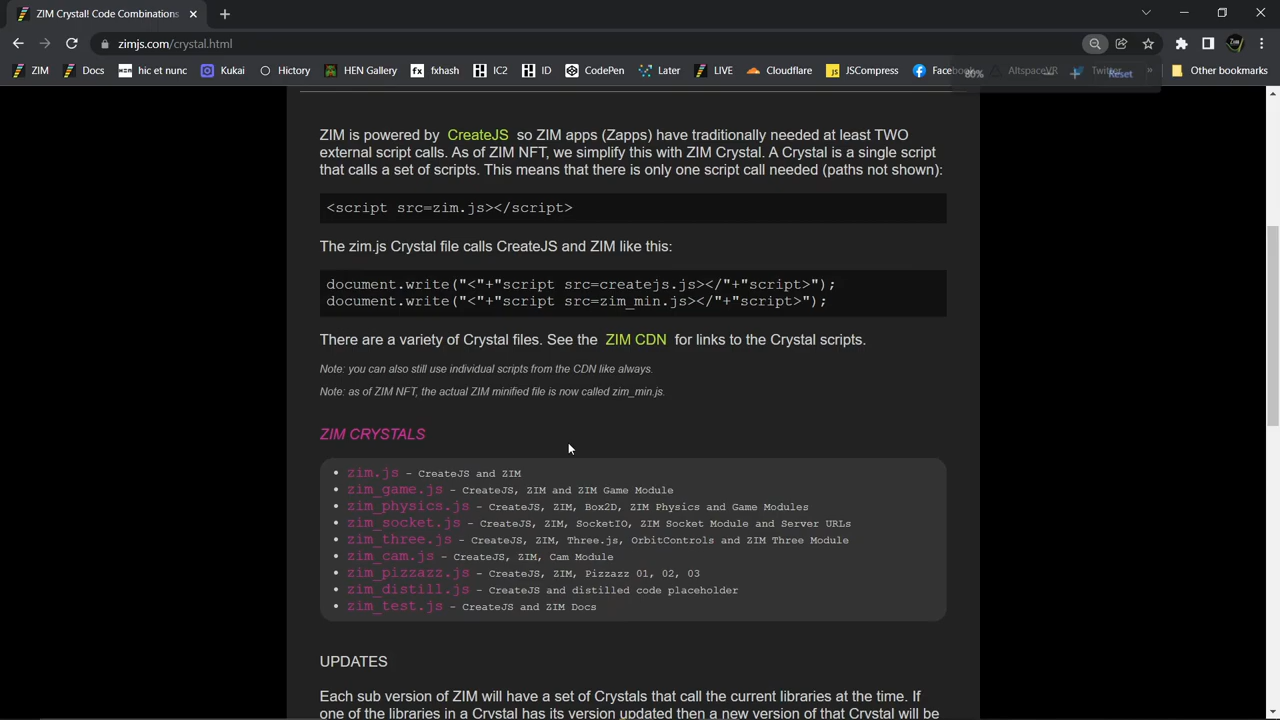 ZIM Crystal! Code Combinations
zimjs.com/crystal.html
ZIM Docs hic et nunc Kukai Hictory HEN Gallery fxhash IC2 ID CodePen Later LIVE Cloudflare JSCompress AltspaceVR Twitter Other bookmarks
80% Reset
ZIM is powered by CreateJS so ZIM apps (Zapps) have traditionally needed at least TWO
external script calls. As of ZIM NFT, we simplify this with ZIM Crystal. A Crystal is a single script
that calls a set of scripts. This means that there is only one script call needed (paths not shown):
<script src=zim.js></script>
The zim.js Crystal file calls CreateJS and ZIM like this:
document.write("<"+"script src=createjs.js></"+"script>");
document.write("<"+"script src=zim_min.js></"+"script>");
There are a variety of Crystal files. See the ZIM CDN for links to the Crystal scripts.
Note: you can also still use individual scripts from the CDN like always.
Note: as of ZIM NFT, the actual ZIM minified file is now called zim_min.js.
ZIM CRYSTALS
• zim.js - CreateJS and ZIM
• zim_game.js - CreateJS, ZIM and ZIM Game Module
• zim_physics.js - CreateJS, ZIM, Box2D, ZIM Physics and Game Modules
• zim_socket.js - CreateJS, ZIM, SocketIO, ZIM Socket Module and Server URLs
• zim_three.js - CreateJS, ZIM, Three.js, OrbitControls and ZIM Three Module
• zim_cam.js - CreateJS, ZIM, Cam Module
• zim_pizzazz.js - CreateJS, ZIM, Pizzazz 01, 02, 03
• zim_distill.js - CreateJS and distilled code placeholder
• zim_test.js - CreateJS and ZIM Docs
UPDATES
Each sub version of ZIM will have a set of Crystals that call the current libraries at the time. If
one of the libraries in a Crystal has its version updated then a new version of that Crystal will be